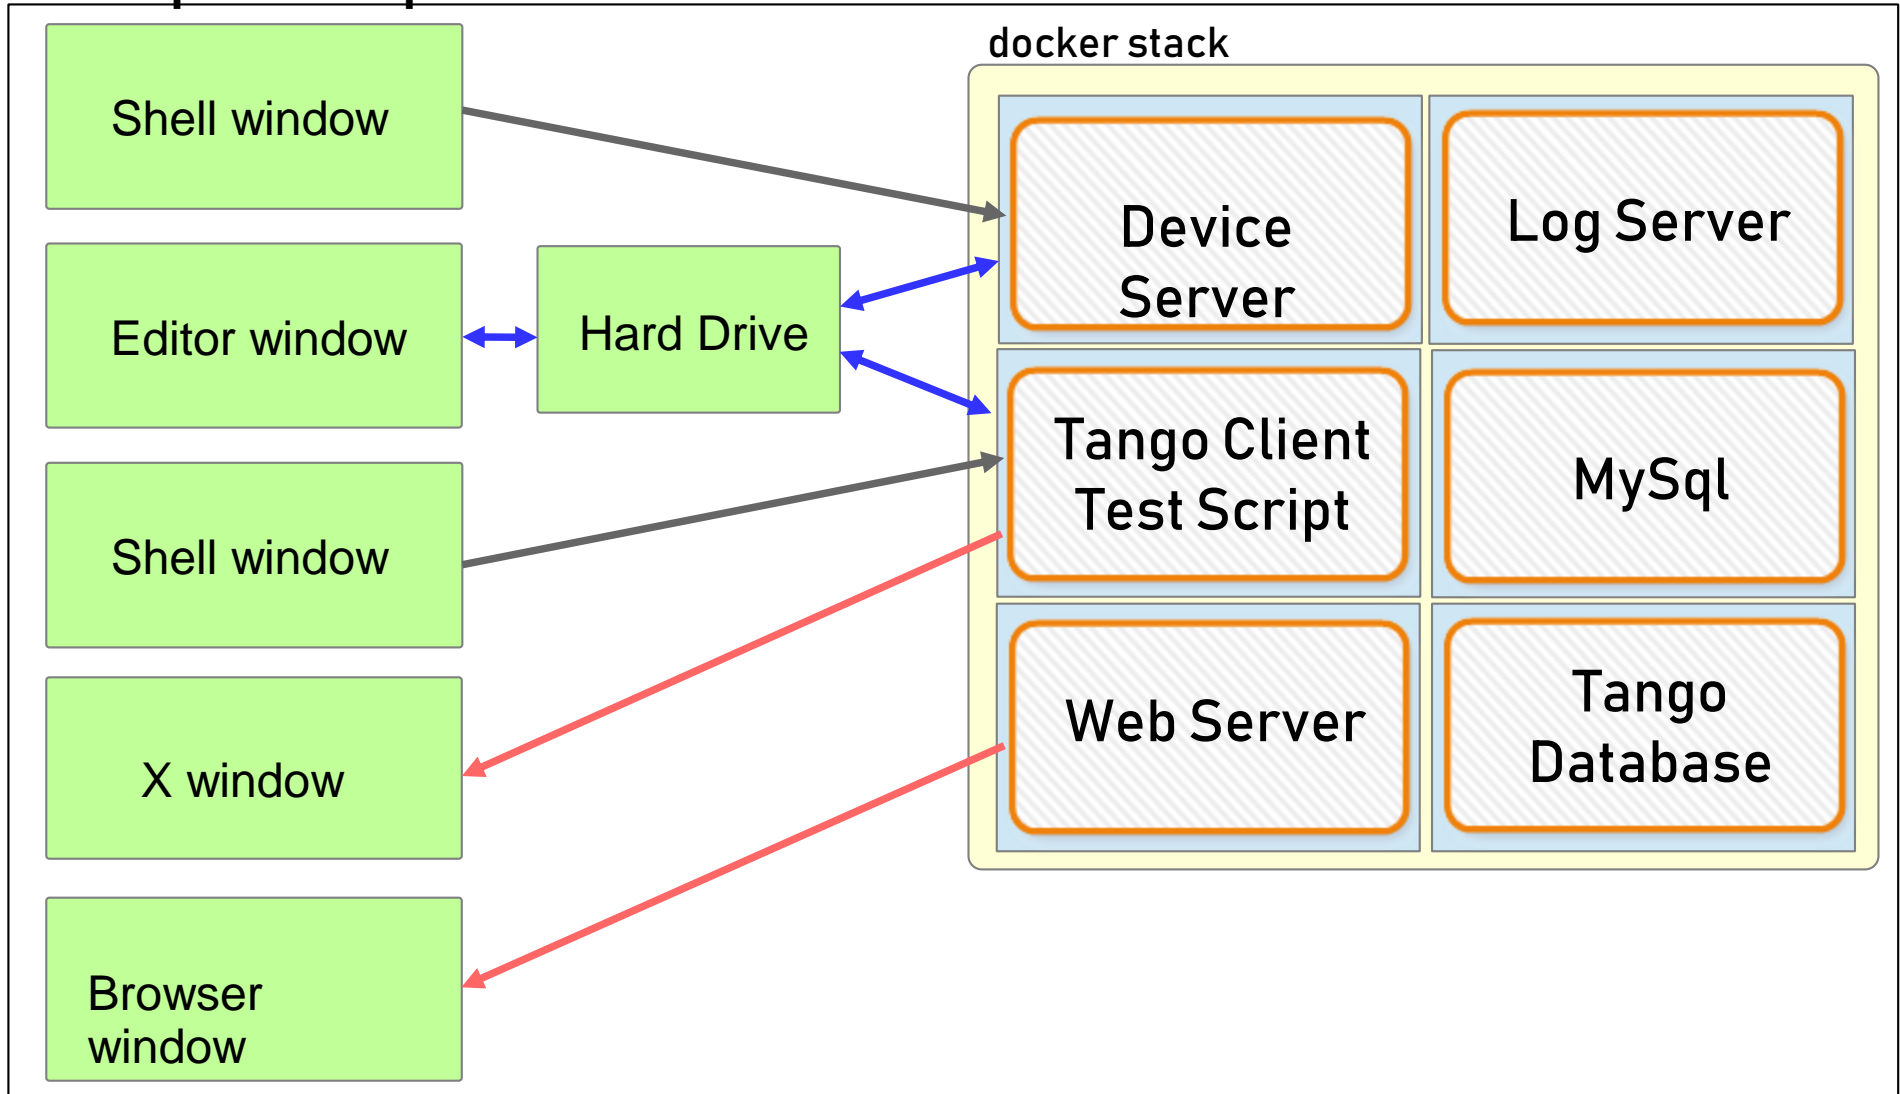 docker stack
Shell window
Device
Server
Log Server
Editor window
Hard Drive
Tango Client
Test Script
MySql
Shell window
Web Server
Tango
Database
X window
Browser
window